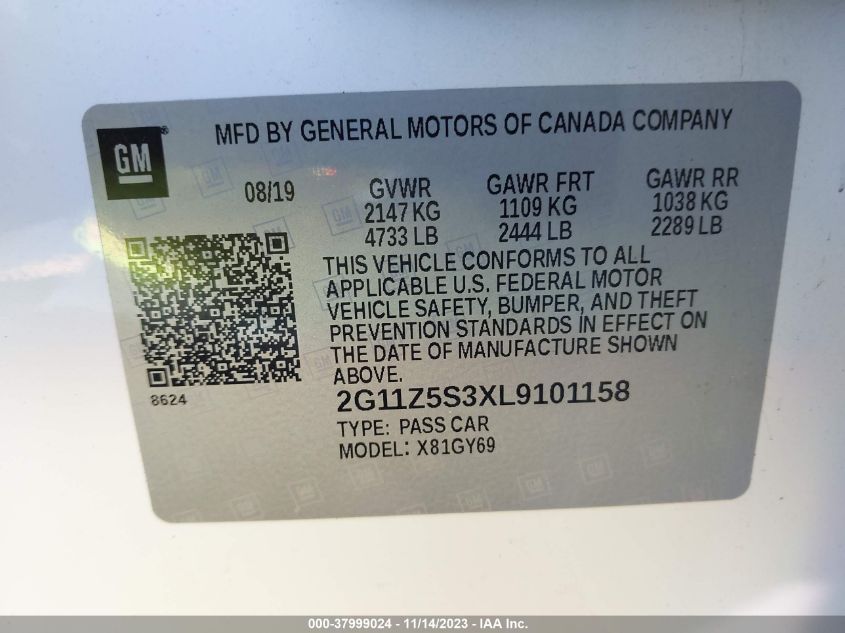 GM®
MFD BY GENERAL MOTORS OF CANADA COMPANY
08/19
GVWR
2147 KG
4733 LB
GAWR FRT
1109 KG
2444 LB
GAWR RR
1038 KG
2289 LB
THIS VEHICLE CONFORMS TO ALL
APPLICABLE U.S. FEDERAL MOTOR
VEHICLE SAFETY, BUMPER, AND THEFT
PREVENTION STANDARDS IN EFFECT ON
THE DATE OF MANUFACTURE SHOWN
ABOVE.
8624
2G11Z5S3XL9101158
TYPE: PASS CAR
MODEL: X81GY69
000-37999024 - 11/14/2023 - IAA Inc.